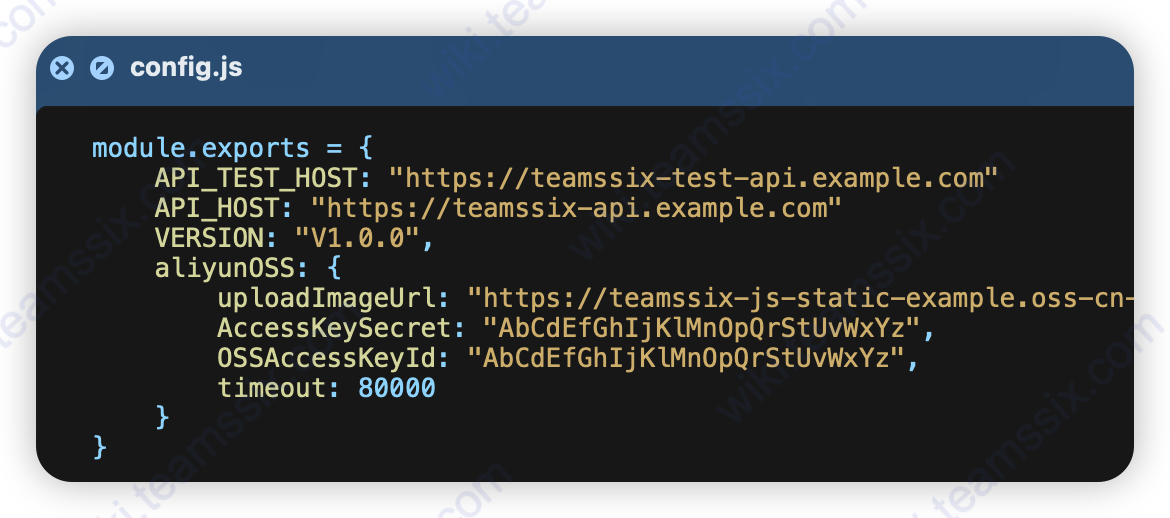 config.js
module.exports = {
    API_TEST_HOST: "https://teamssix-test-api.example.com"
    API_HOST: "https://teamssix-api.example.com"
    VERSION: "V1.0.0",
    aliyunOSS: {
        uploadImageUrl: "https://teamssix-js-static-example.oss-cn-
        AccessKeySecret: "AbCdEfGhIjKlMnOpQrStUvWxYz",
        OSSAccessKeyId: "AbCdEfGhIjKlMnOpQrStUvWxYz",
        timeout: 80000
    }
}
wiki.teamssix.com